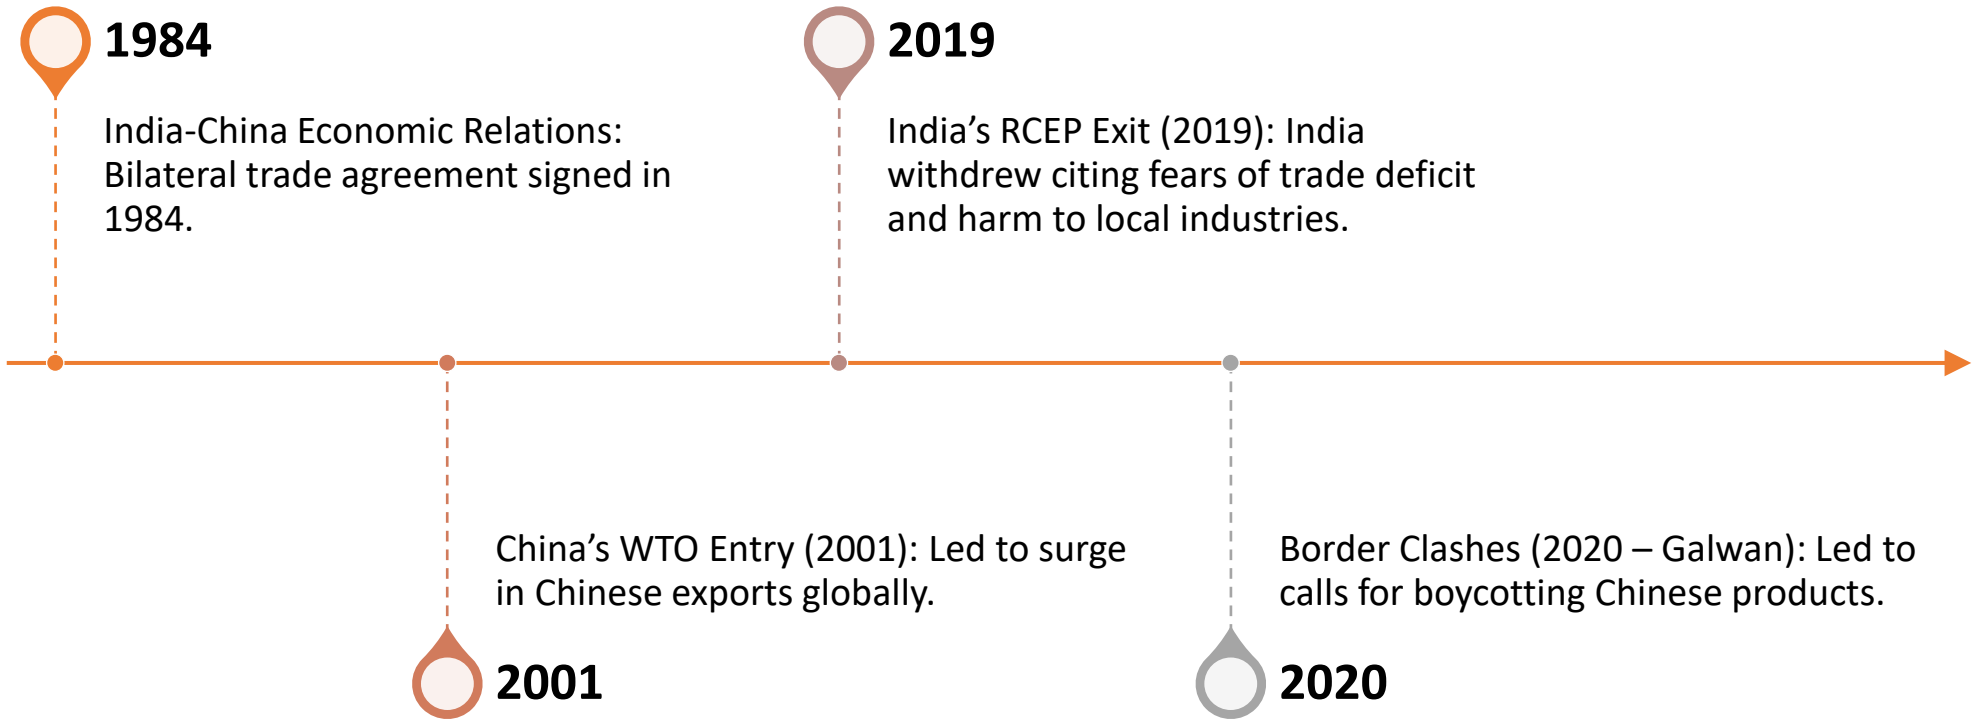 1984
India-China Economic Relations:
Bilateral trade agreement signed in
1984.
2019
India’s RCEP Exit (2019): India
withdrew citing fears of trade deficit
and harm to local industries.
China’s WTO Entry (2001): Led to surge
in Chinese exports globally.
2001
Border Clashes (2020 – Galwan): Led to
calls for boycotting Chinese products.
2020